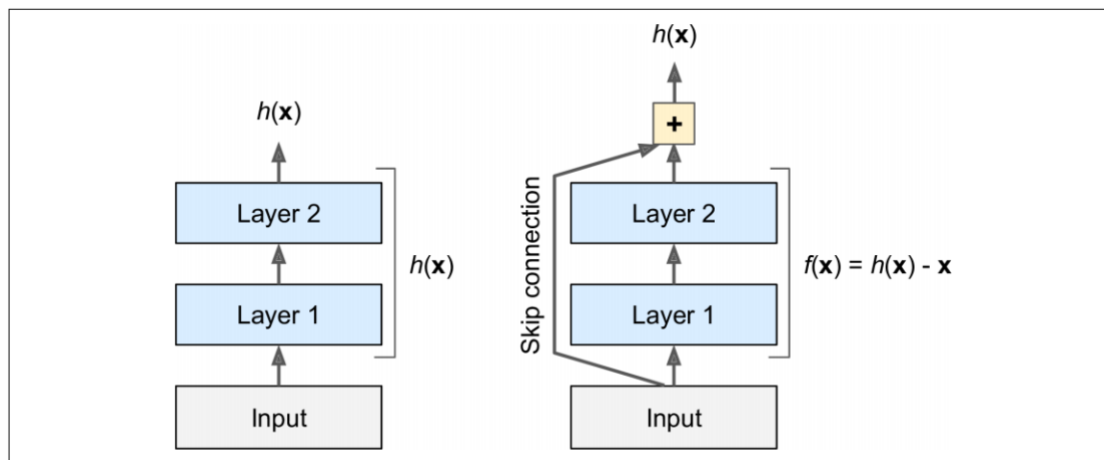 h(x)
Layer 2
Layer 1
h(x)
Input
h(x)
+
Skip connection
Layer 2
Layer 1
f(x) = h(x) - x
Input